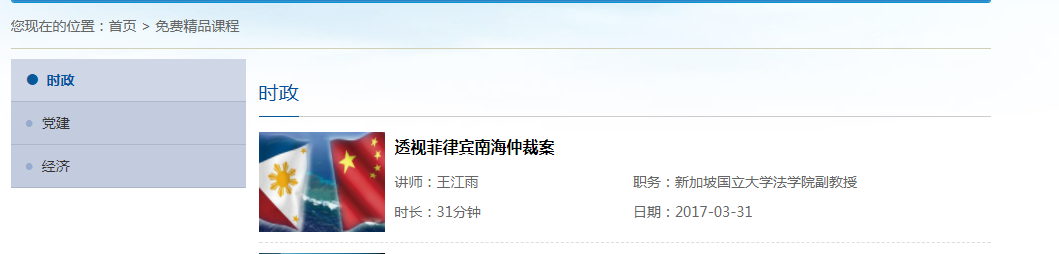 您现在的位置：首页 > 免费精品课程
时政
党建
经济
时政
透视菲律宾南海仲裁案
讲师：王江雨
职务：新加坡国立大学法学院副教授
时长：31分钟
日期：2017-03-31